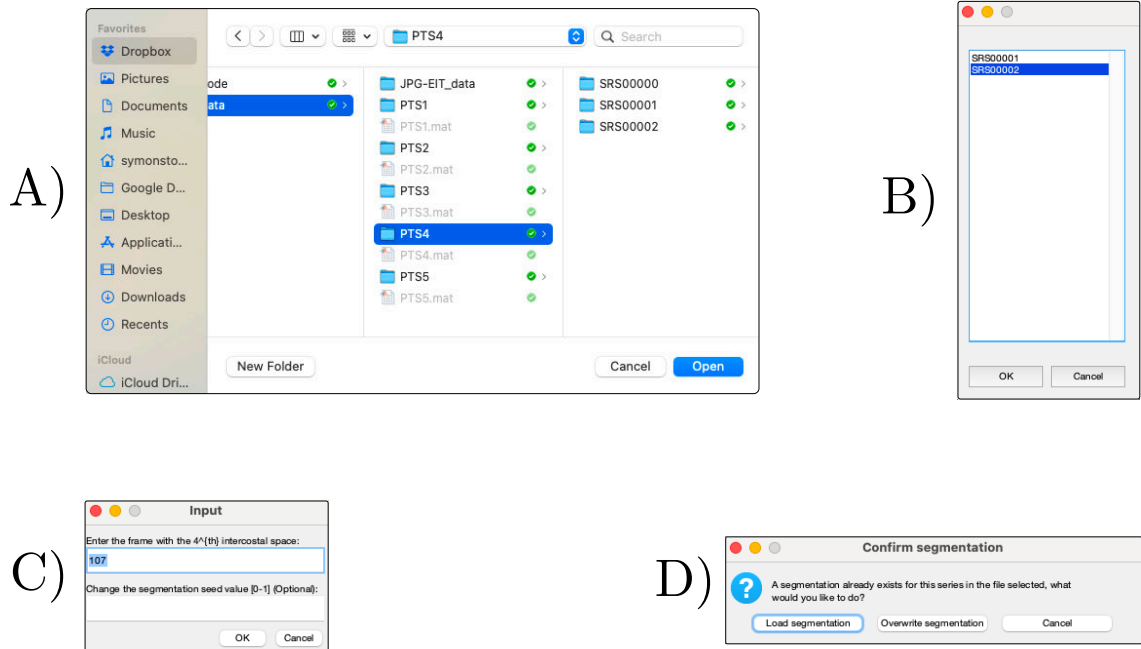 A)
Favorites
Dropbox
Pictures
Documents
Music
symonsto...
Google D...
Desktop
Applicati...
Movies
Downloads
Recents
iCloud
iCloud Dri...
PTS4
Search
ode
ata
JPG-EIT_data
PTS1
PTS1.mat
PTS2
PTS2.mat
PTS3
PTS3.mat
PTS4
PTS4.mat
PTS5
PTS5.mat
SRS00000
SRS00001
SRS00002
New Folder
Cancel
Open
B)
SRS00001
SRS00002
OK
Cancel
C)
Input
Enter the frame with the 4^{th} intercostal space:
107
Change the segmentation seed value [0-1] (Optional):
OK
Cancel
D)
Confirm segmentation
A segmentation already exists for this series in the file selected, what
would you like to do?
Load segmentation
Overwrite segmentation
Cancel